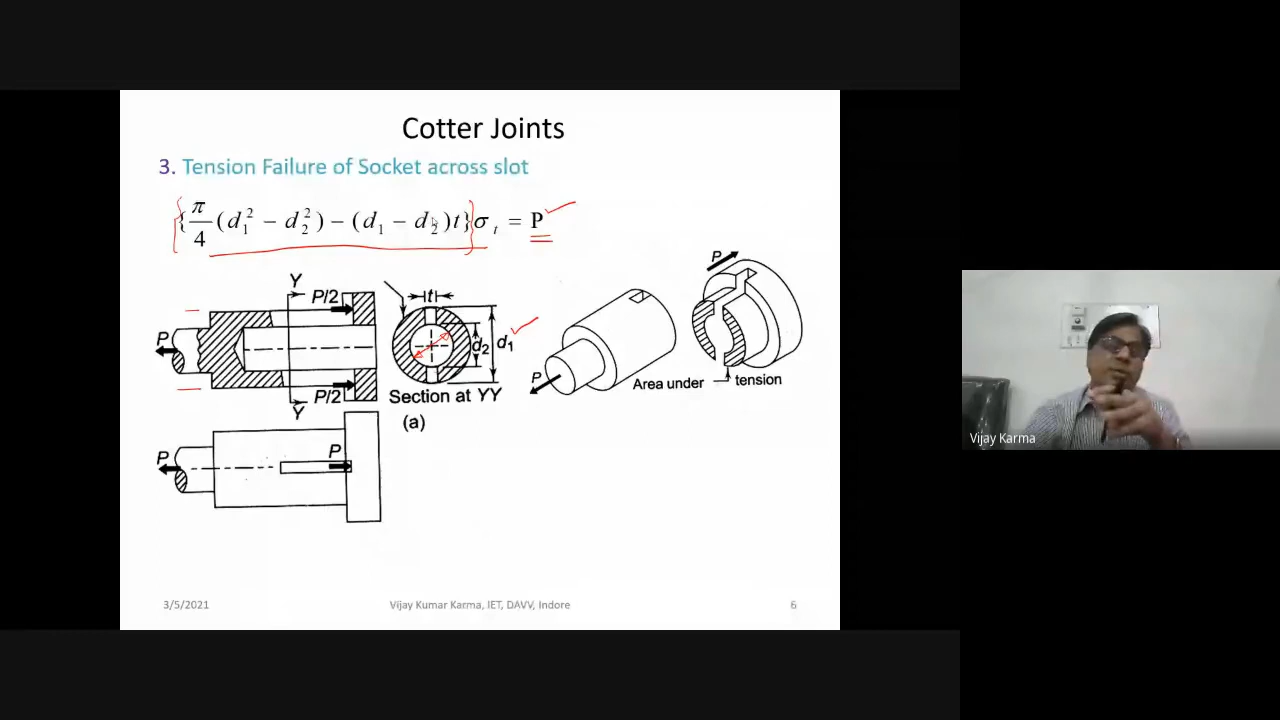 Cotter Joints
3. Tension Failure of Socket across slot
{π/4 (d₁² − d₂²) − (d₁ − d₂)t}σₜ = P
Y
P/2
P
P/2
Y
t
d₂
d₁
Section at YY
(a)
P
P
P
P
Area under
tension
Vijay Karma
3/5/2021
Vijay Kumar Karma, IET, DAVV, Indore
6